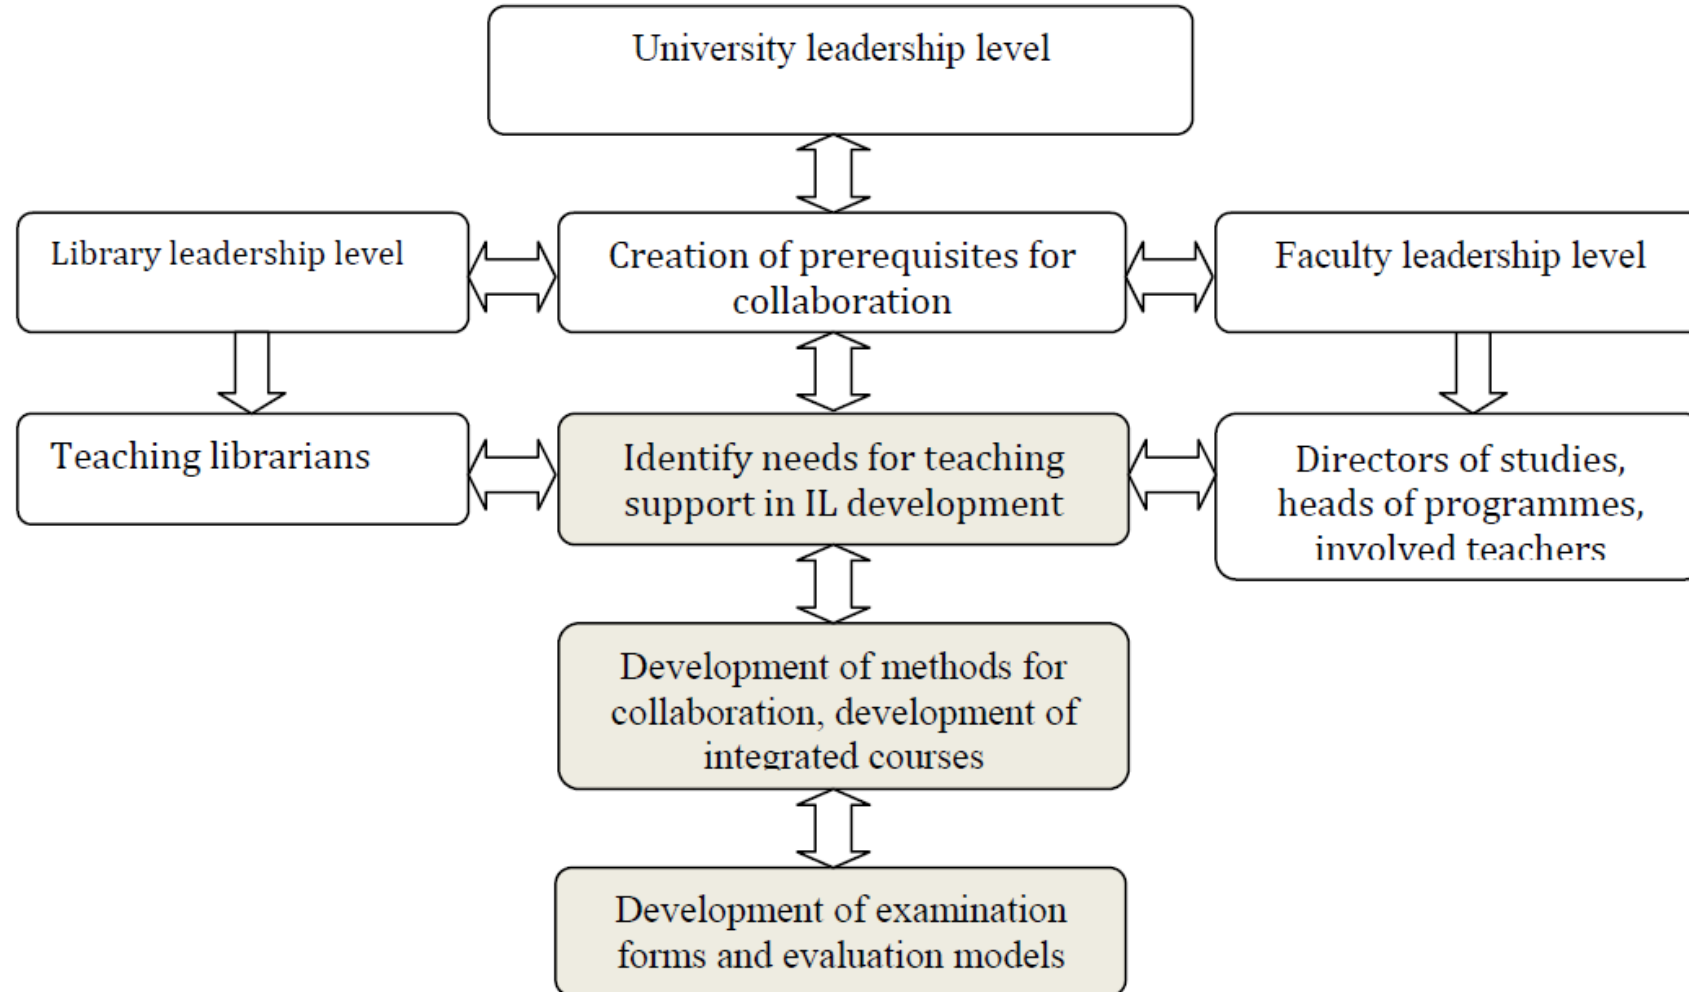 University leadership level
Library leadership level
Creation of prerequisites for
collaboration
Faculty leadership level
Teaching librarians
Identify needs for teaching
support in IL development
Directors of studies,
heads of programmes,
involved teachers
Development of methods for
collaboration, development of
integrated courses
Development of examination
forms and evaluation models